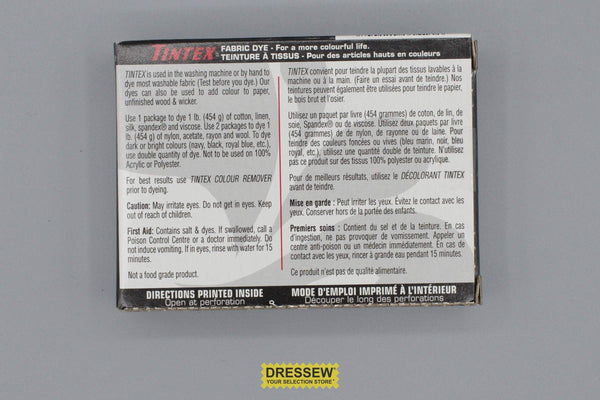 TINTEX
FABRIC DYE - For a more colourful life.
TEINTURE À TISSUS - Pour des articles hauts en couleurs
TINTEX is used in the washing machine or by hand to
dye most washable fabric (Test before you dye.) Our
dyes can also be used to add colour to paper,
unfinished wood & wicker.
Use 1 package to dye 1 lb. (454 g) of cotton, linen,
silk, spandex® and viscose. Use 2 packages to dye 1
lb. (454 g) of nylon, acetate, rayon and wool. To dye
dark or bright colours (navy, black, royal blue, etc.),
use double quantity of dye. Not to be used on 100%
Acrylic or Polyester.
For best results use TINTEX COLOUR REMOVER
prior to dyeing.
Caution: May irritate eyes. Do not get in eyes. Keep
out of reach of children.
First Aid: Contains salt & dyes. If swallowed, call a
Poison Control Centre or a doctor immediately. Do
not induce vomiting. If in eyes, rinse with water for 15
minutes.
Not a food grade product.
TINTEX convient pour teindre la plupart des tissus lavables à la
machine ou à la main. (Faire un essai avant de teindre.) Nos
teintures peuvent également être utilisées pour teindre le papier,
le bois brut et l'osier.
Utilisez un paquet par livre (454 grammes) de coton, de lin, de
soie, Spandex® ou de viscose. Utilisez deux paquets par livre
(454 grammes) de nylon, de rayonne ou de laine. Pour
teindre des couleurs foncées ou vives (bleu marin, noir, bleu
royal, etc.), utilisez une quantité double de teinture. N'utilisez
pas ce produit sur des tissus 100% polyester ou acrylique.
Pour de meilleurs résultats, utilisez le DÉCOLORANT TINTEX
avant de teindre.
Mise en garde : Peut irriter les yeux. Évitez le contact avec les
yeux. Conserver hors de la portée des enfants.
Premiers soins : Contient du sel et de la teinture. En cas
d'ingestion, ne pas provoquer de vomissement. Appeler un
centre anti-poison ou un médecin immédiatement. En cas de
contact avec les yeux, rincer à grande eau pendant 15 minutes.
Ce produit n'est pas de qualité alimentaire.
DIRECTIONS PRINTED INSIDE
Open at perforation
MODE D'EMPLOI IMPRIMÉ À L'INTÉRIEUR
Découper le long des perforations
DRESSEW
YOUR SELECTION STORE